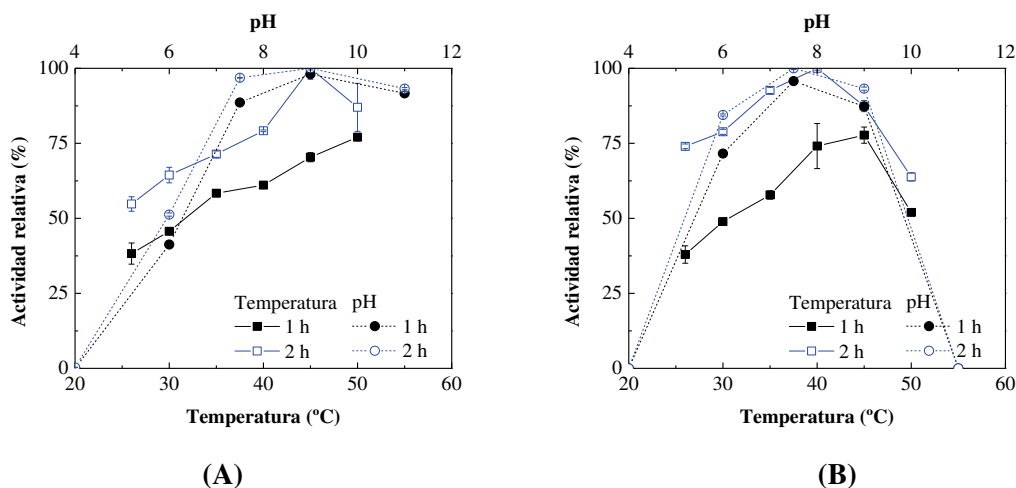 pH
4 6 8 10 12
100
75
50
25
0
Actividad relativa (%)
Temperatura pH
1 h 1 h
2 h 2 h
20 30 40 50 60
Temperatura (ºC)
(A)
pH
4 6 8 10 12
100
75
50
25
0
Actividad relativa (%)
Temperatura pH
1 h 1 h
2 h 2 h
20 30 40 50 60
Temperatura (ºC)
(B)